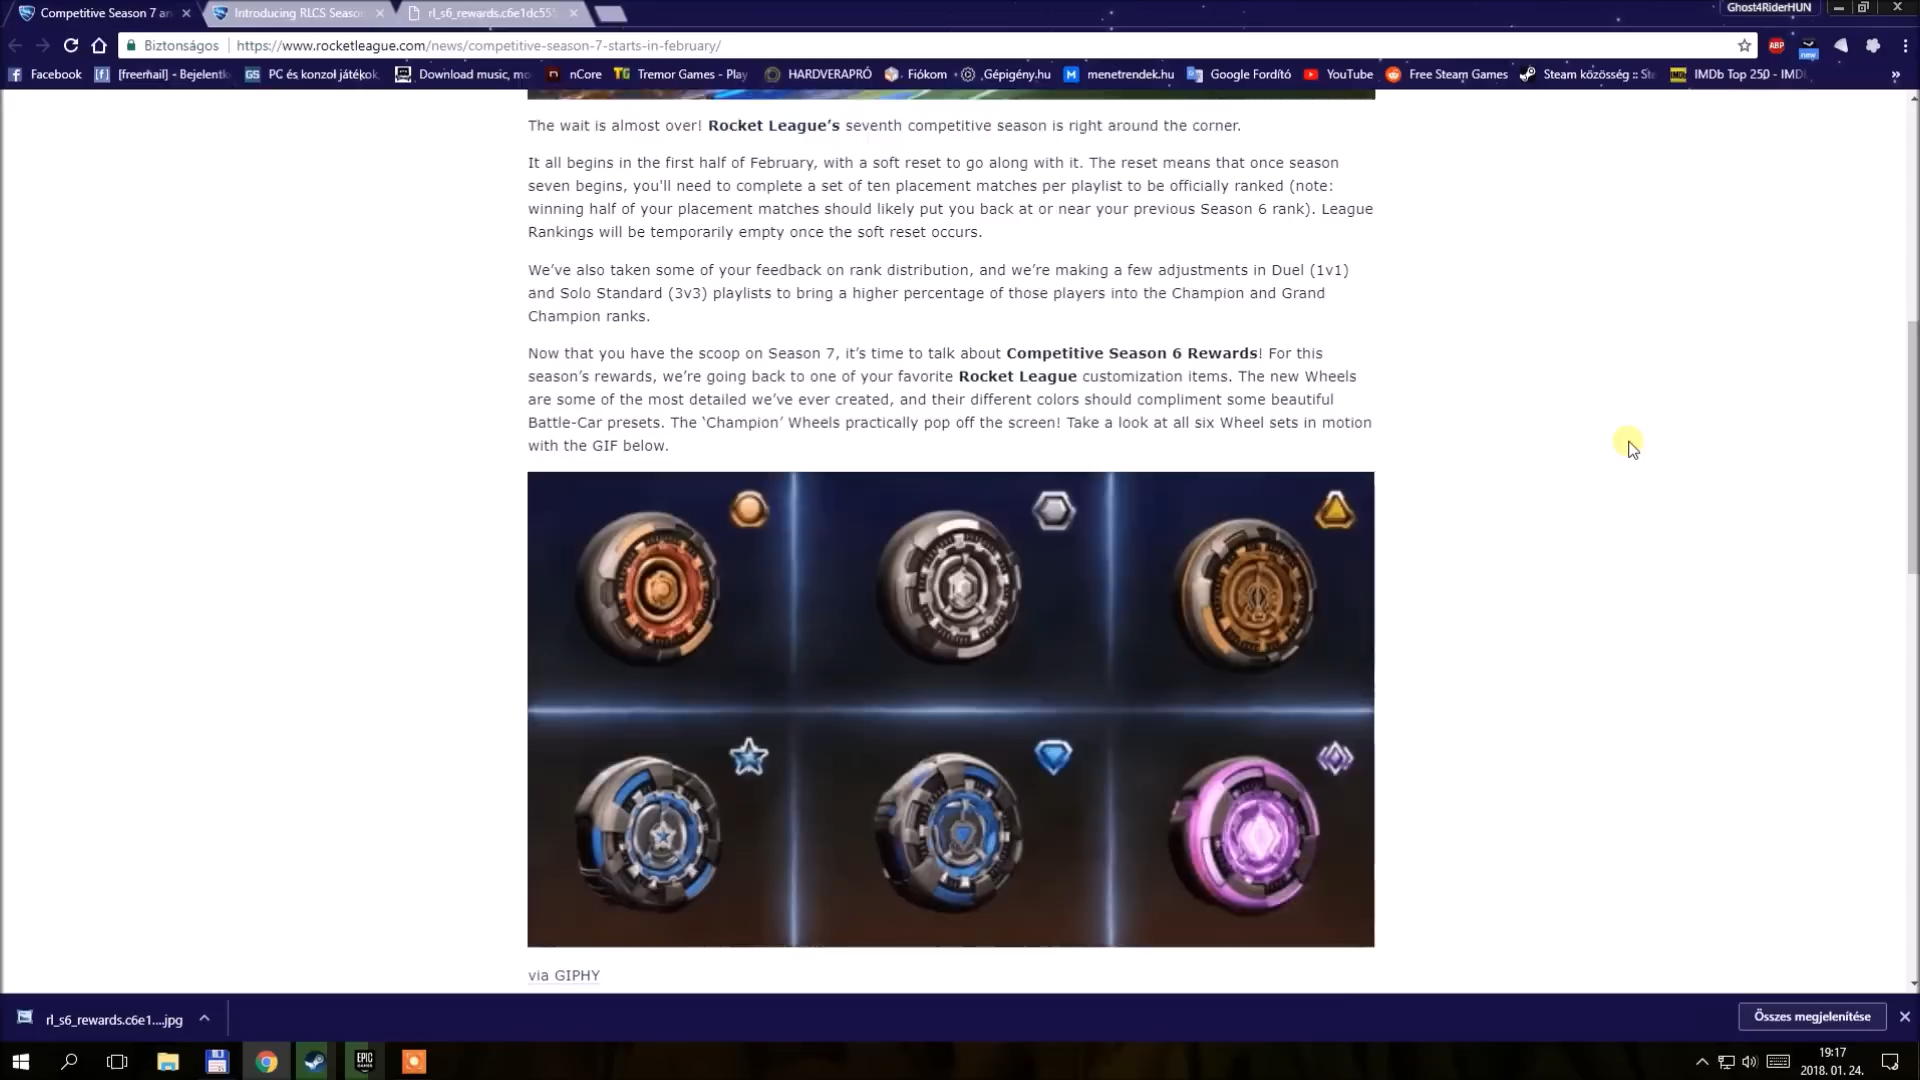 Competitive Season 7 an
Introducing RLCS Season
rl_s6_rewards.c6e1dc555
Ghost4RiderHUN
Biztonságos
https://www.rocketleague.com/news/competitive-season-7-starts-in-february/
ABP
new
Facebook
[freemail] - Bejelentk
GS PC és konzol játékok,
Download music, mo
nCore
TG Tremor Games - Play
HARDVERAPRÓ
Fiókom
.Gépigény.hu
M menetrendek.hu
Google Fordító
YouTube
Free Steam Games
Steam közösség :: Ste
IMDb Top 250 - IMDb
The wait is almost over! Rocket League’s seventh competitive season is right around the corner.
It all begins in the first half of February, with a soft reset to go along with it. The reset means that once season
seven begins, you'll need to complete a set of ten placement matches per playlist to be officially ranked (note:
winning half of your placement matches should likely put you back at or near your previous Season 6 rank). League
Rankings will be temporarily empty once the soft reset occurs.
We’ve also taken some of your feedback on rank distribution, and we’re making a few adjustments in Duel (1v1)
and Solo Standard (3v3) playlists to bring a higher percentage of those players into the Champion and Grand
Champion ranks.
Now that you have the scoop on Season 7, it’s time to talk about Competitive Season 6 Rewards! For this
season’s rewards, we’re going back to one of your favorite Rocket League customization items. The new Wheels
are some of the most detailed we’ve ever created, and their different colors should compliment some beautiful
Battle-Car presets. The ‘Champion’ Wheels practically pop off the screen! Take a look at all six Wheel sets in motion
with the GIF below.
via GIPHY
rl_s6_rewards.c6e1....jpg
Összes megjelenítése
EPIC GAMES
19:17
2018. 01. 24.